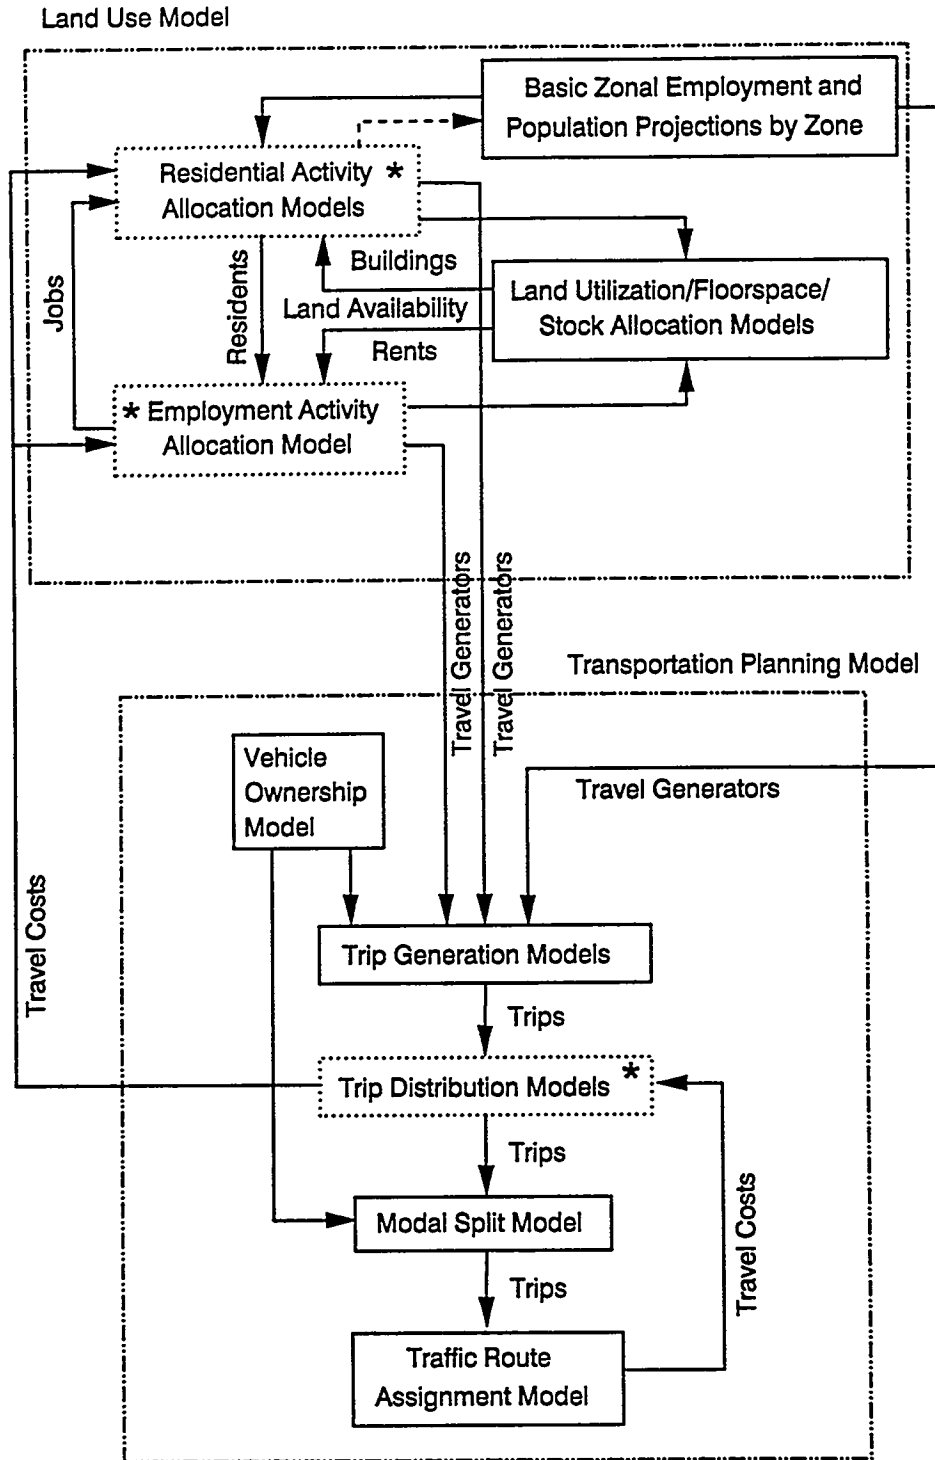 Land Use Model
Basic Zonal Employment and
Population Projections by Zone
Residential Activity *
Allocation Models
Buildings
Land Availability
Rents
Land Utilization/Floorspace/
Stock Allocation Models
Jobs
Residents
* Employment Activity
Allocation Model
Travel Generators
Travel Generators
Transportation Planning Model
Vehicle
Ownership
Model
Travel Generators
Travel Costs
Trip Generation Models
Trips
Trip Distribution Models *
Trips
Modal Split Model
Trips
Travel Costs
Traffic Route
Assignment Model